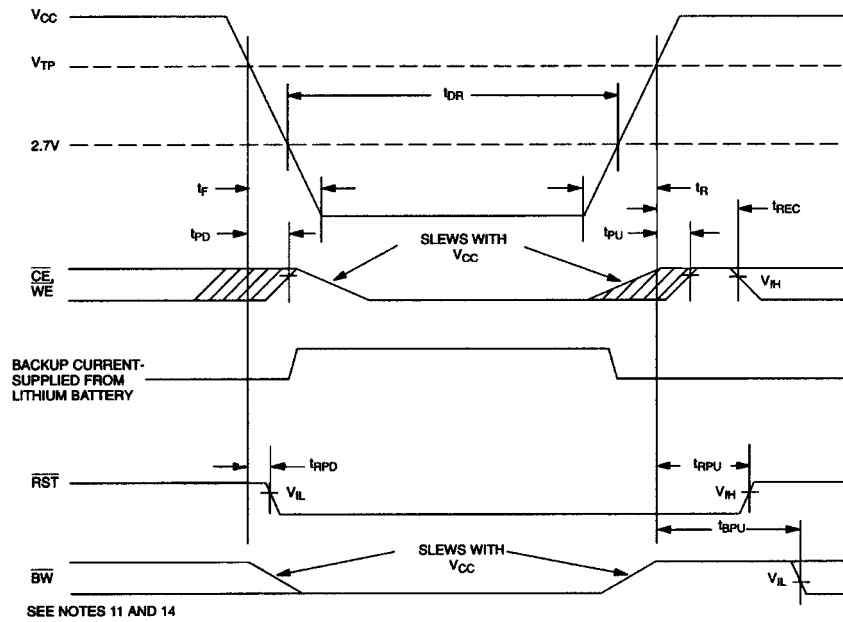 VCC
VTP
tDR
2.7V
tF
tR
tREC
tPD
tPU
SLEWS WITH
VCC
CE,
WE
VIH
BACKUP CURRENT-
SUPPLIED FROM
LITHIUM BATTERY
tRPD
tRPU
RST
VIL
VIH
tBPU
SLEWS WITH
VCC
BW
VIL
SEE NOTES 11 AND 14